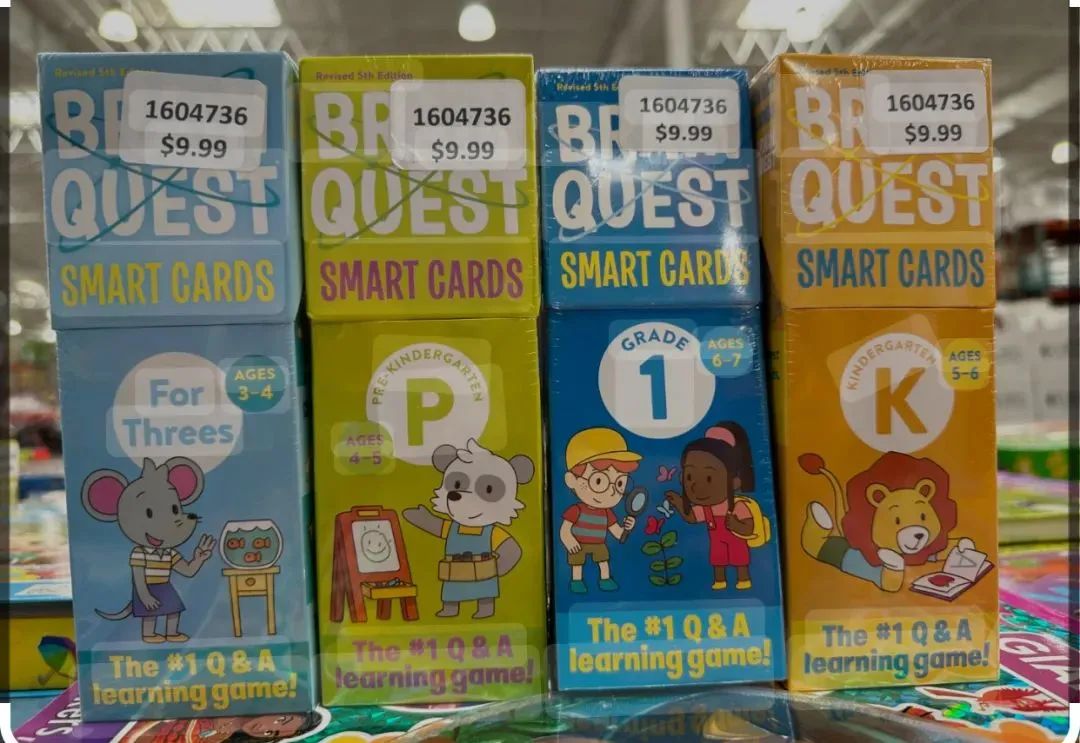 Revised 5th Edition
1604736
$9.99
QUEST
SMART CARDS
For
Threes
AGES
3-4
The #1 Q & A
learning game!
Revised 5th Edition
1604736
$9.99
QUEST
SMART CARDS
PRE-KINDERGARTEN
P
AGES
4-5
The #1 Q & A
learning game!
Revised 5th
1604736
$9.99
QUEST
SMART CARDS
GRADE
1
AGES
6-7
The #1 Q & A
learning game!
5th
1604736
$9.99
QUEST
SMART CARDS
KINDERGARTEN
K
AGES
5-6
A
The #1 Q & A
learning game!